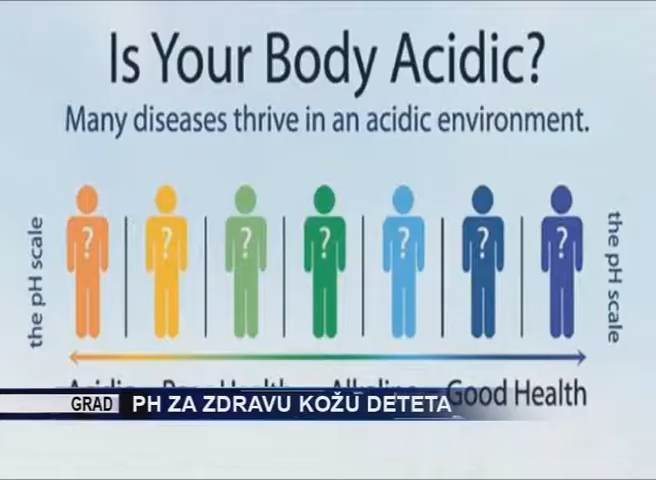 Is Your Body Acidic?
Many diseases thrive in an acidic environment.
the pH scale
? ? ? ? ? ? ?
the pH scale
Good Health
GRAD PH ZA ZDRAVU KOŽU DETETA